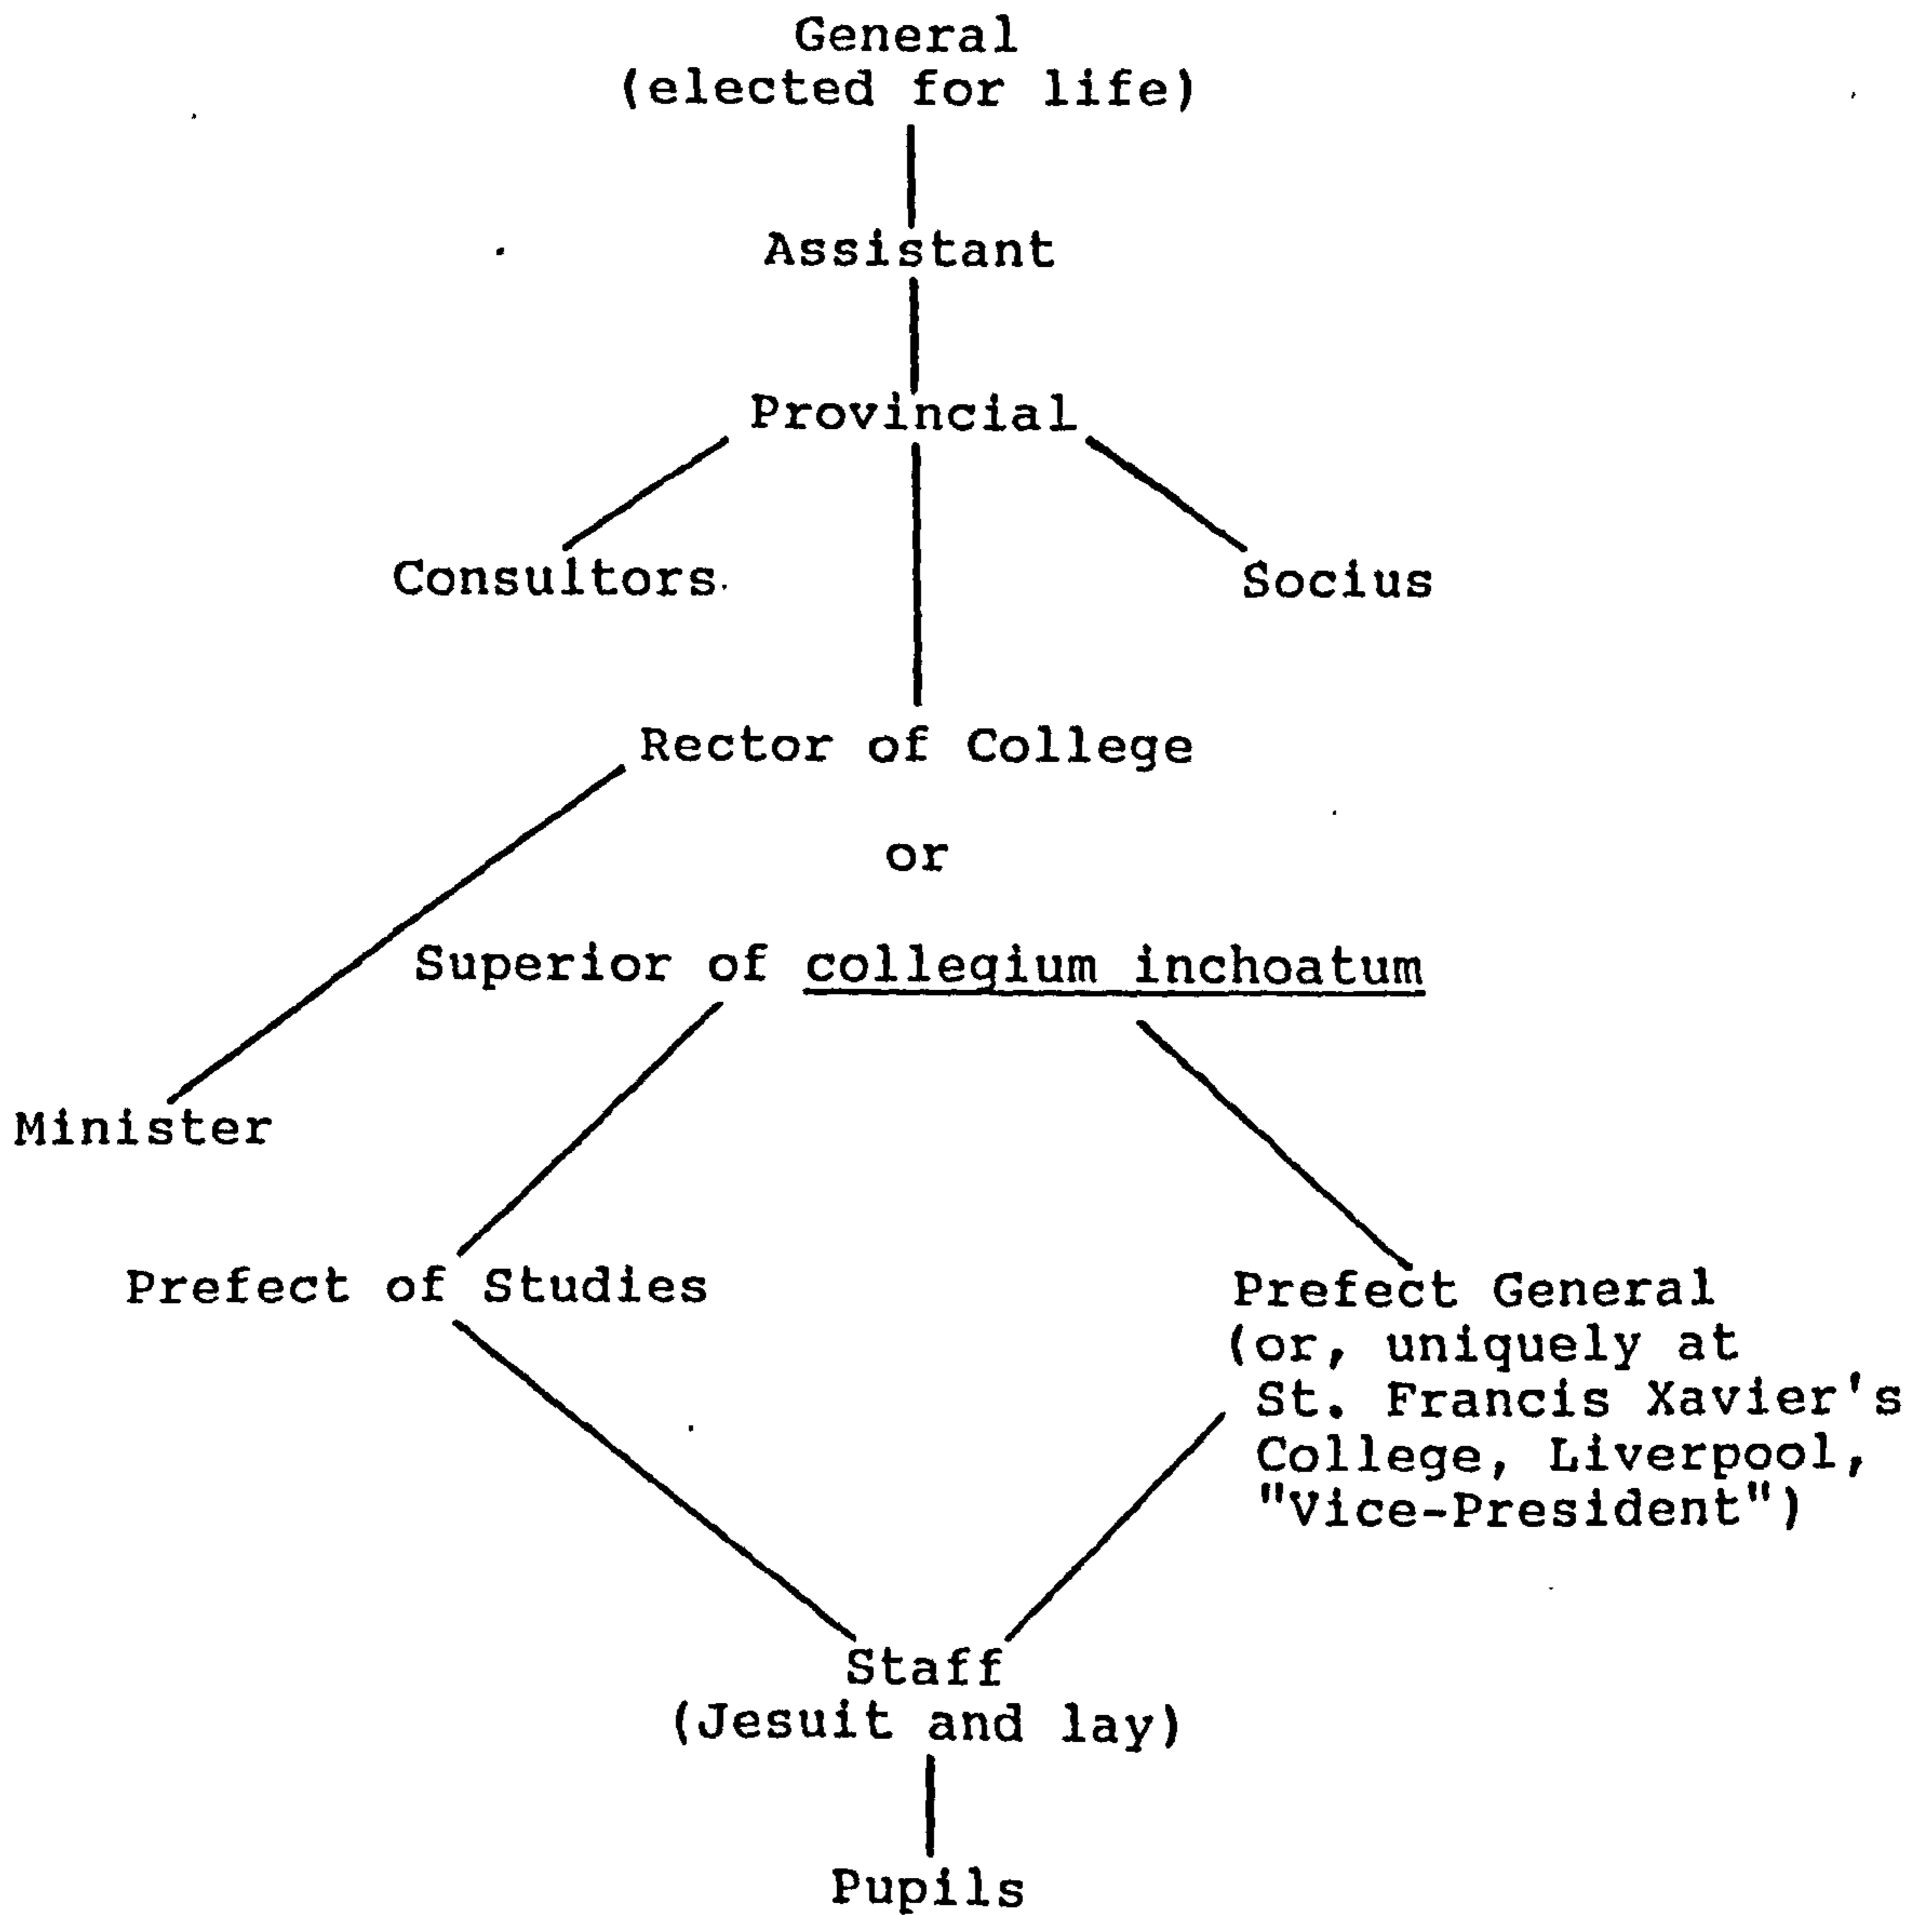 General
(elected for life)
Assistant
Provincial
Consultors
Socius
Rector of College
or
Superior of collegium inchoatum
Minister
Prefect of Studies
Prefect General
(or, uniquely at
St. Francis Xavier's
College, Liverpool,
"Vice-President")
Staff
(Jesuit and lay)
Pupils